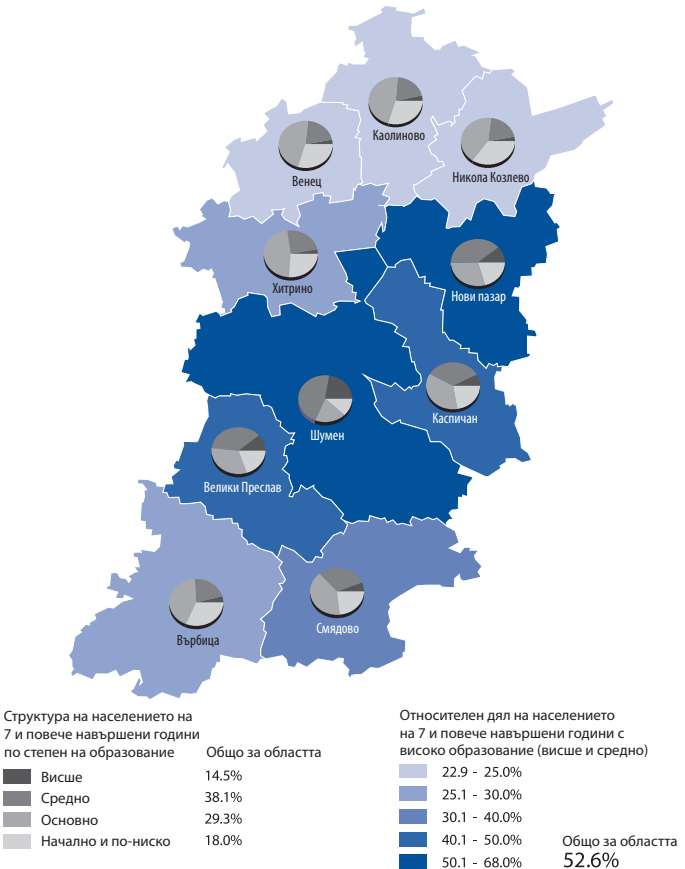 Каолиново
Венец
Никола Козлево
Хитрино
Нови пазар
Каспичан
Шумен
Велики Преслав
Върбица
Смядово
Структура на населението на
7 и повече навършени години
по степен на образование
Общо за областта
Висше 14.5%
Средно 38.1%
Основно 29.3%
Начално и по-ниско 18.0%
Относителен дял на населението
на 7 и повече навършени години с
високо образование (висше и средно)
22.9 - 25.0%
25.1 - 30.0%
30.1 - 40.0%
40.1 - 50.0%
50.1 - 68.0%
Общо за областта
52.6%